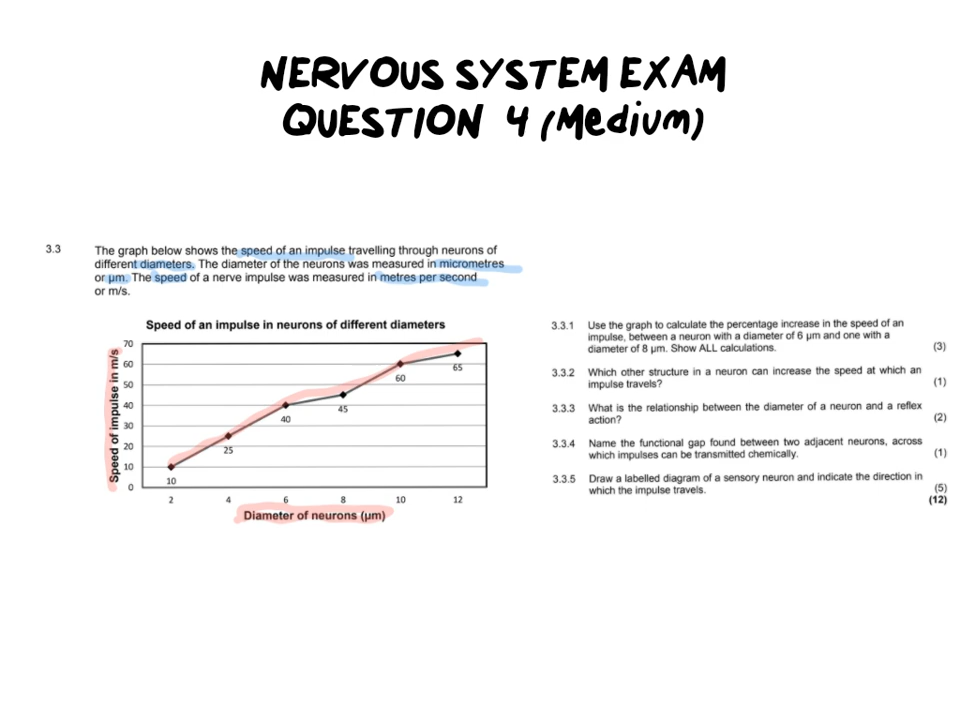 NERVOUS SYSTEM EXAM
QUESTION 4 (Medium)
3.3 The graph below shows the speed of an impulse travelling through neurons of
different diameters. The diameter of the neurons was measured in micrometres
or µm. The speed of a nerve impulse was measured in metres per second
or m/s.
Speed of an impulse in neurons of different diameters
Speed of impulse in m/s
70
60
50
40
30
20
10
0
10
25
40
45
60
65
2 4 6 8 10 12
Diameter of neurons (µm)
3.3.1 Use the graph to calculate the percentage increase in the speed of an
impulse, between a neuron with a diameter of 6 µm and one with a
diameter of 8 µm. Show ALL calculations. (3)
3.3.2 Which other structure in a neuron can increase the speed at which an
impulse travels? (1)
3.3.3 What is the relationship between the diameter of a neuron and a reflex
action? (2)
3.3.4 Name the functional gap found between two adjacent neurons, across
which impulses can be transmitted chemically. (1)
3.3.5 Draw a labelled diagram of a sensory neuron and indicate the direction in
which the impulse travels. (5)
(12)